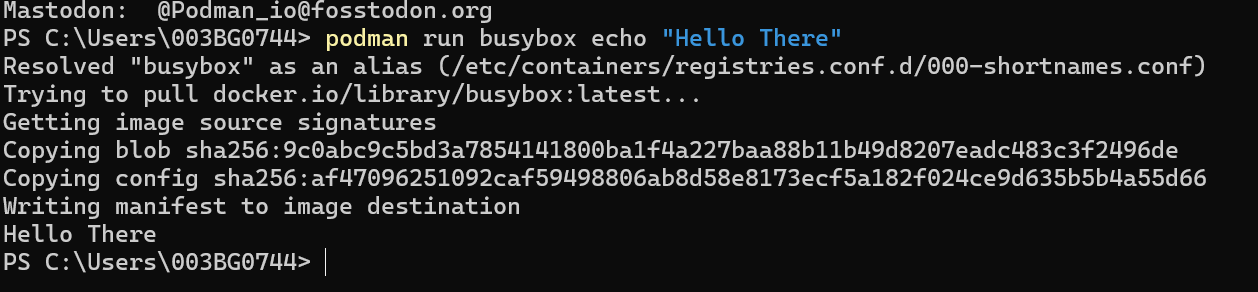 Mastodon:  @Podman_io@fosstodon.org
PS C:\Users\003BG0744> podman run busybox echo "Hello There"
Resolved "busybox" as an alias (/etc/containers/registries.conf.d/000-shortnames.conf)
Trying to pull docker.io/library/busybox:latest...
Getting image source signatures
Copying blob sha256:9c0abc9c5bd3a7854141800ba1f4a227baa88b11b49d8207eadc483c3f2496de
Copying config sha256:af47096251092caf59498806ab8d58e8173ecf5a182f024ce9d635b5b4a55d66
Writing manifest to image destination
Hello There
PS C:\Users\003BG0744>